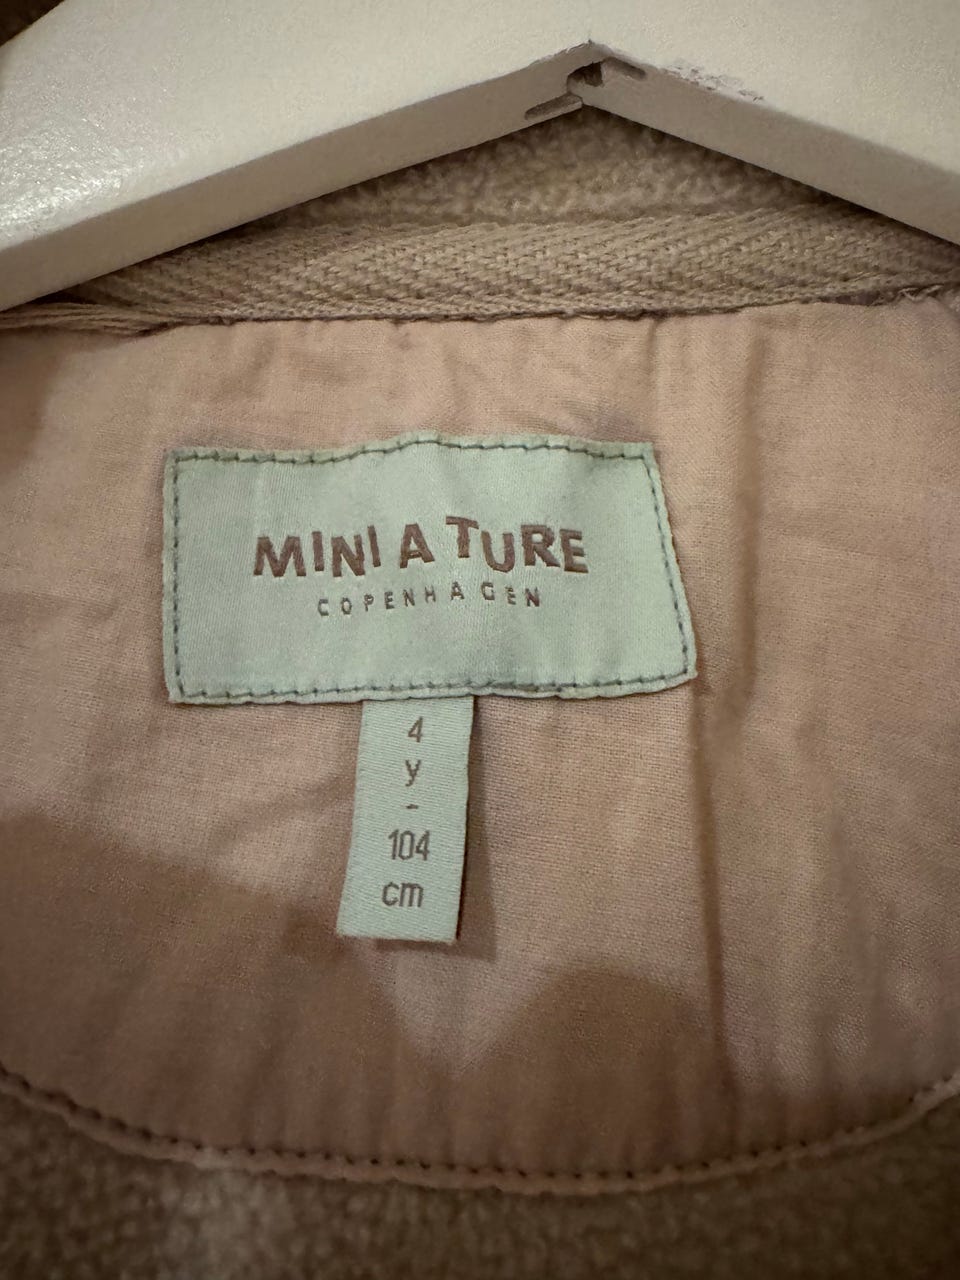 MINI A TURE
COPENHAGEN
4
y
-
104
cm